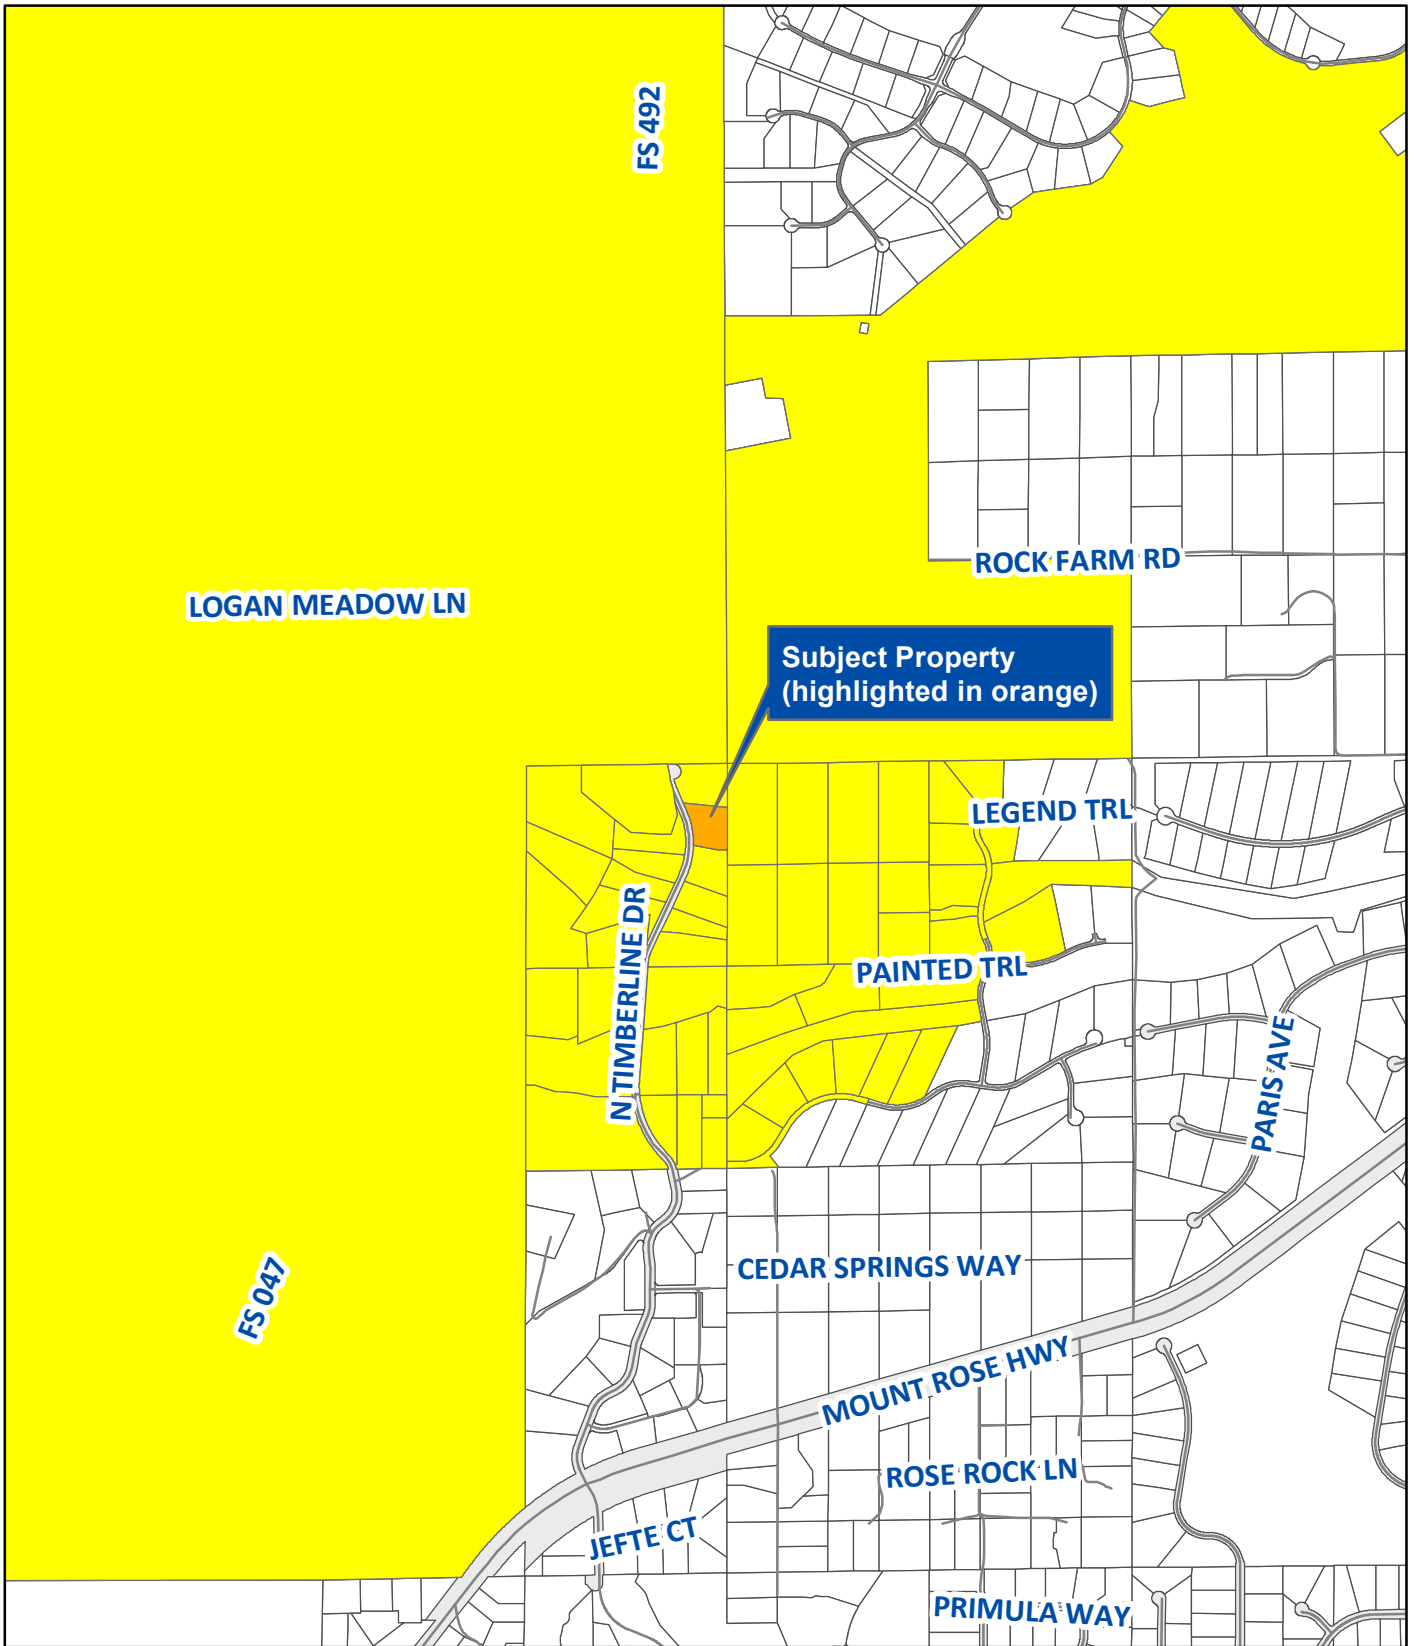 FS 492
ROCK FARM RD
LOGAN MEADOW LN
Subject Property
(highlighted in orange)
LEGEND TRL
N TIMBERLINE DR
PAINTED TRL
PARIS AVE
CEDAR SPRINGS WAY
FS 047
MOUNT ROSE HWY
ROSE ROCK LN
JEFTE CT
PRIMULA WAY